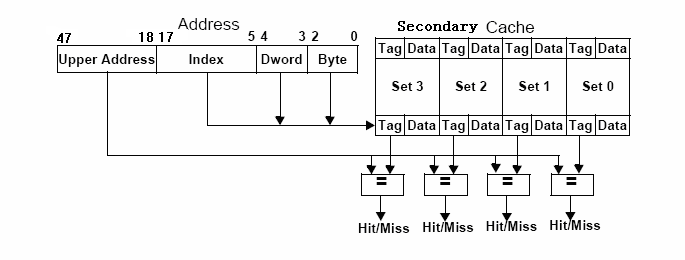 Address
Secondary Cache
47 18 17 5 4 3 2 0
Upper Address Index Dword Byte
Tag Data Tag Data Tag Data Tag Data
Set 3 Set 2 Set 1 Set 0
Tag Data Tag Data Tag Data Tag Data
= = = =
Hit/Miss Hit/Miss Hit/Miss Hit/Miss